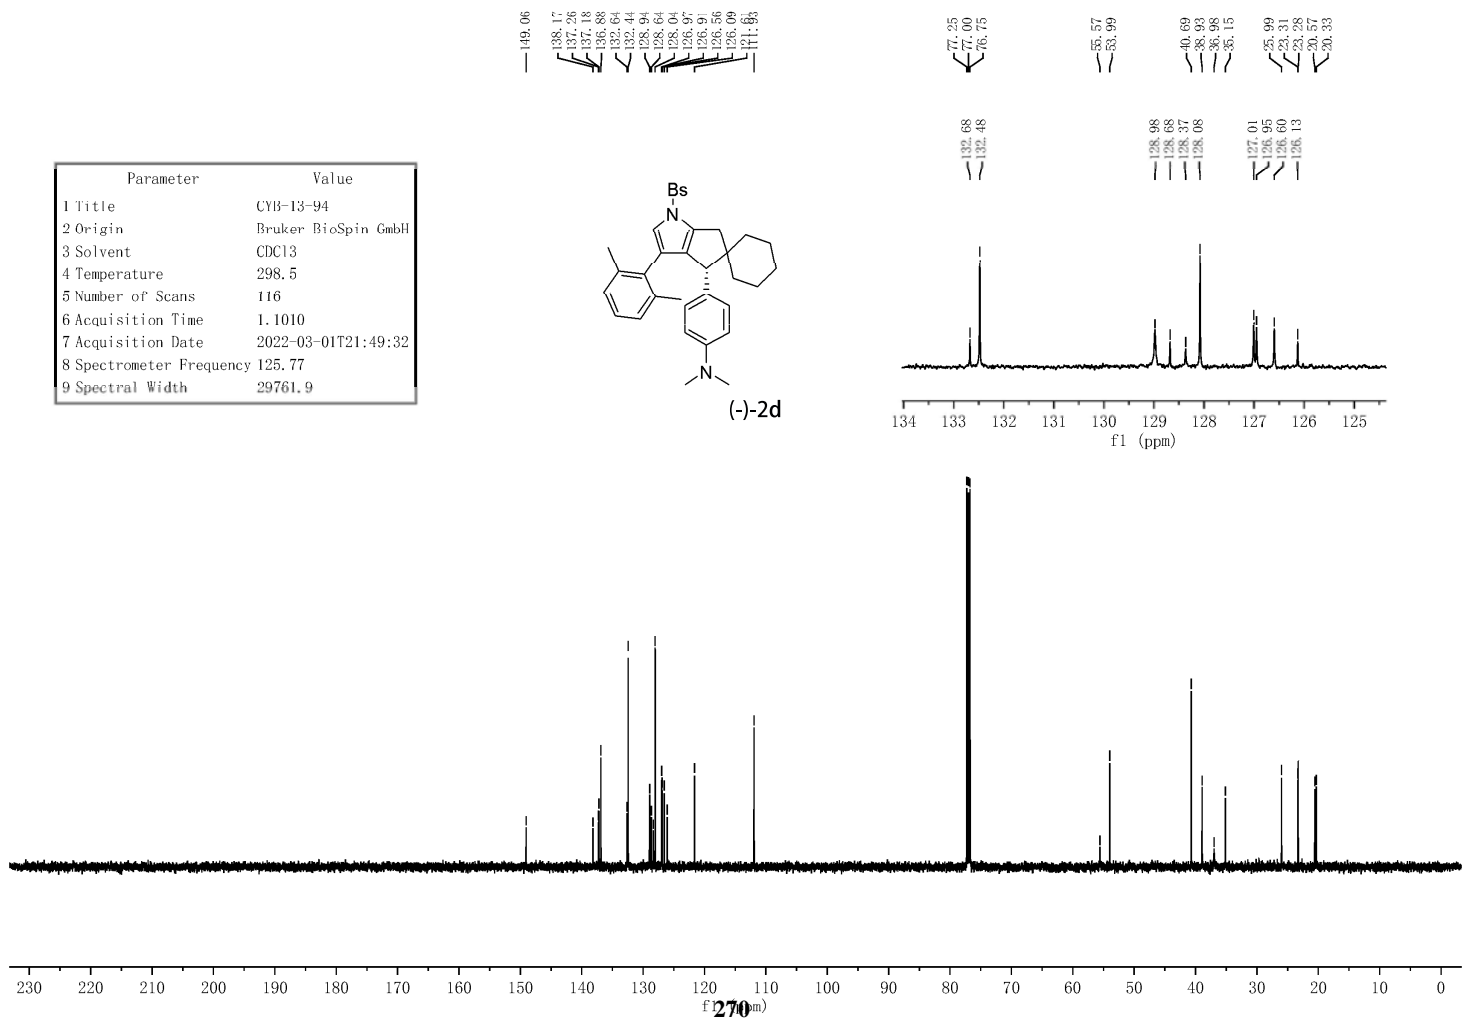 149.06
138.17
137.26
137.18
136.88
132.64
132.44
128.94
128.64
128.04
126.97
126.91
126.56
126.09
121.61
111.93
77.25
77.00
76.75
55.57
53.99
40.69
38.93
36.98
35.15
25.99
23.31
23.28
20.57
20.33
Parameter Value
1 Title CYB-13-94
2 Origin Bruker BioSpin GmbH
3 Solvent CDCl3
4 Temperature 298.5
5 Number of Scans 116
6 Acquisition Time 1.1010
7 Acquisition Date 2022-03-01T21:49:32
8 Spectrometer Frequency 125.77
9 Spectral Width 29761.9
Bs
N
N
(-)-2d
132.68
132.48
128.98
128.68
128.37
128.08
127.01
126.95
126.60
126.13
134 133 132 131 130 129 128 127 126 125
f1 (ppm)
230 220 210 200 190 180 170 160 150 140 130 120 110 100 90 80 70 60 50 40 30 20 10 0
f1 (ppm)
270